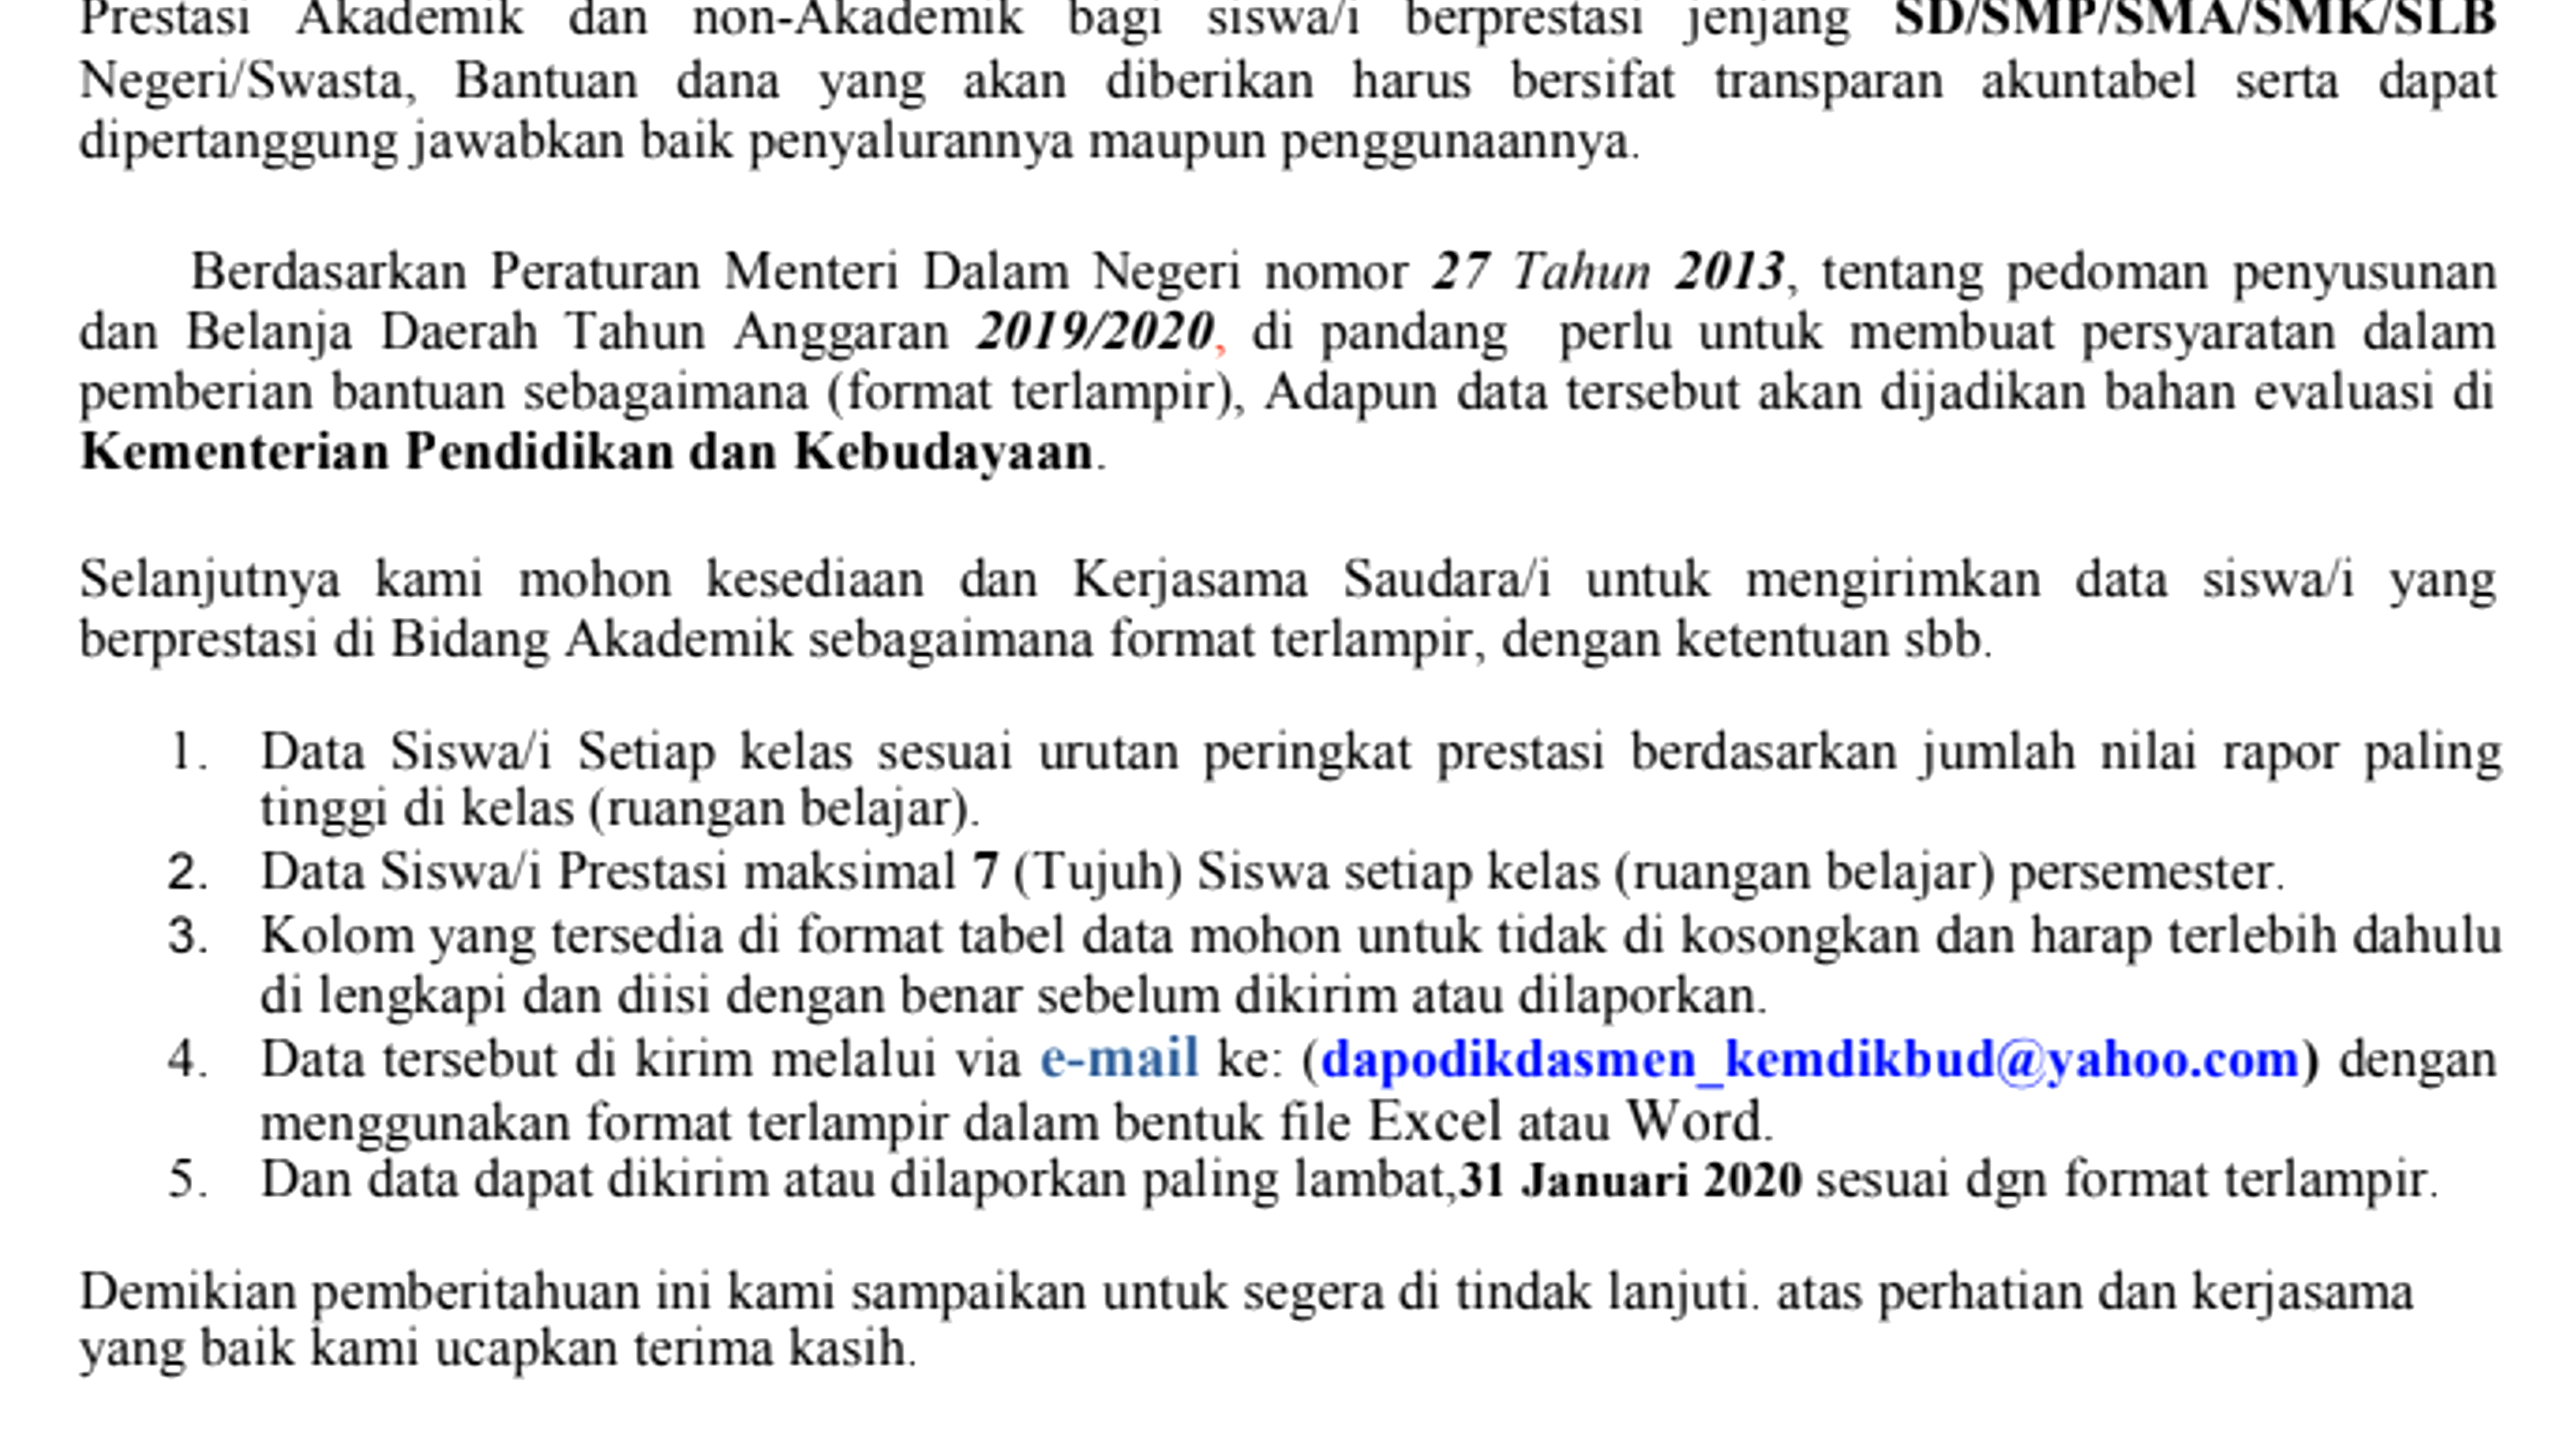 Prestasi Akademik dan non-Akademik bagi siswa/i berprestasi jenjang SD/SMP/SMA/SMK/SLB
Negeri/Swasta, Bantuan dana yang akan diberikan harus bersifat transparan akuntabel serta dapat
dipertanggung jawabkan baik penyalurannya maupun penggunaannya.
Berdasarkan Peraturan Menteri Dalam Negeri nomor 27 Tahun 2013, tentang pedoman penyusunan
dan Belanja Daerah Tahun Anggaran 2019/2020, di pandang perlu untuk membuat persyaratan dalam
pemberian bantuan sebagaimana (format terlampir), Adapun data tersebut akan dijadikan bahan evaluasi di
Kementerian Pendidikan dan Kebudayaan.
Selanjutnya kami mohon kesediaan dan Kerjasama Saudara/i untuk mengirimkan data siswa/i yang
berprestasi di Bidang Akademik sebagaimana format terlampir, dengan ketentuan sbb.
1. Data Siswa/i Setiap kelas sesuai urutan peringkat prestasi berdasarkan jumlah nilai rapor paling
tinggi di kelas (ruangan belajar).
2. Data Siswa/i Prestasi maksimal 7 (Tujuh) Siswa setiap kelas (ruangan belajar) persemester.
3. Kolom yang tersedia di format tabel data mohon untuk tidak di kosongkan dan harap terlebih dahulu
di lengkapi dan diisi dengan benar sebelum dikirim atau dilaporkan.
4. Data tersebut di kirim melalui via e-mail ke: (dapodikdasmen_kemdikbud@yahoo.com) dengan
menggunakan format terlampir dalam bentuk file Excel atau Word.
5. Dan data dapat dikirim atau dilaporkan paling lambat,31 Januari 2020 sesuai dgn format terlampir.
Demikian pemberitahuan ini kami sampaikan untuk segera di tindak lanjuti. atas perhatian dan kerjasama
yang baik kami ucapkan terima kasih.